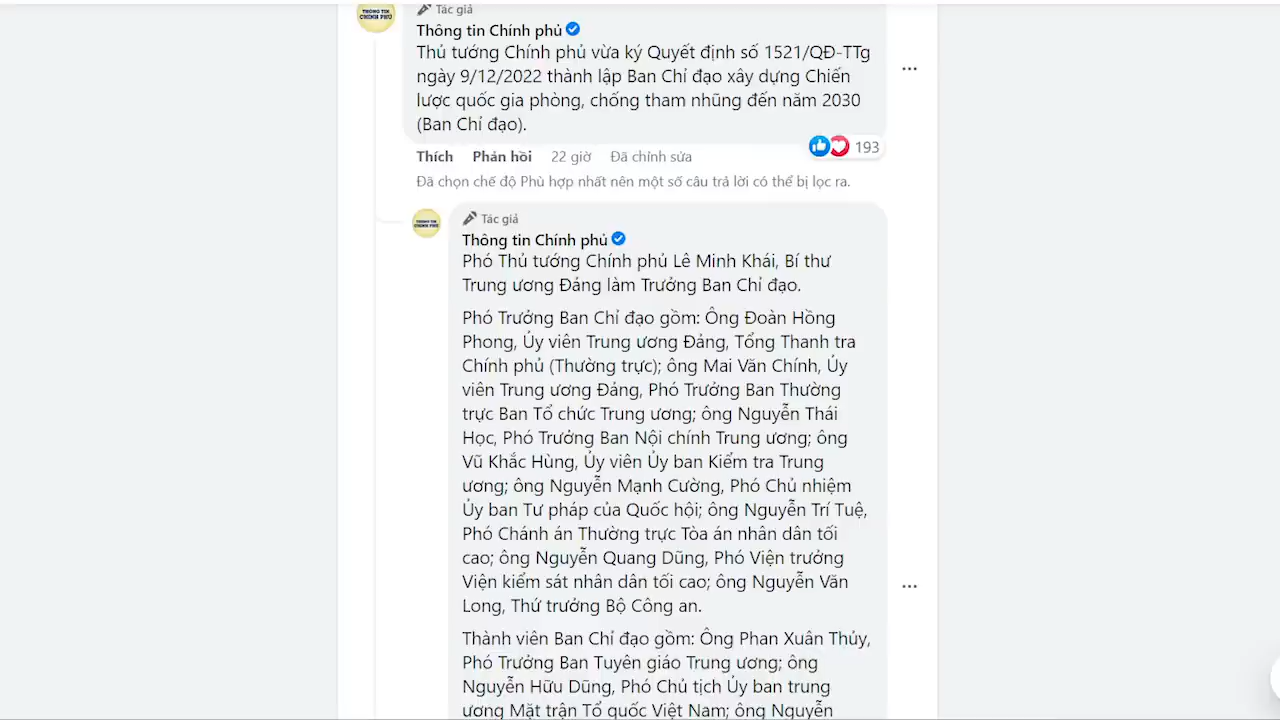 THÔNG TIN
CHÍNH PHỦ
Tác giả
Thông tin Chính phủ
Thủ tướng Chính phủ vừa ký Quyết định số 1521/QĐ-TTg
ngày 9/12/2022 thành lập Ban Chỉ đạo xây dựng Chiến
lược quốc gia phòng, chống tham nhũng đến năm 2030
(Ban Chỉ đạo).
193
Thích Phản hồi 22 giờ Đã chỉnh sửa
Đã chọn chế độ Phù hợp nhất nên một số câu trả lời có thể bị lọc ra.
THÔNG TIN
CHÍNH PHỦ
Tác giả
Thông tin Chính phủ
Phó Thủ tướng Chính phủ Lê Minh Khái, Bí thư
Trung ương Đảng làm Trưởng Ban Chỉ đạo.
Phó Trưởng Ban Chỉ đạo gồm: Ông Đoàn Hồng
Phong, Ủy viên Trung ương Đảng, Tổng Thanh tra
Chính phủ (Thường trực); ông Mai Văn Chính, Ủy
viên Trung ương Đảng, Phó Trưởng Ban Thường
trực Ban Tổ chức Trung ương; ông Nguyễn Thái
Học, Phó Trưởng Ban Nội chính Trung ương; ông
Vũ Khắc Hùng, Ủy viên Ủy ban Kiểm tra Trung
ương; ông Nguyễn Mạnh Cường, Phó Chủ nhiệm
Ủy ban Tư pháp của Quốc hội; ông Nguyễn Trí Tuệ,
Phó Chánh án Thường trực Tòa án nhân dân tối
cao; ông Nguyễn Quang Dũng, Phó Viện trưởng
Viện kiểm sát nhân dân tối cao; ông Nguyễn Văn
Long, Thứ trưởng Bộ Công an.
Thành viên Ban Chỉ đạo gồm: Ông Phan Xuân Thủy,
Phó Trưởng Ban Tuyên giáo Trung ương; ông
Nguyễn Hữu Dũng, Phó Chủ tịch Ủy ban trung
ương Mặt trận Tổ quốc Việt Nam; ông Nguyễn